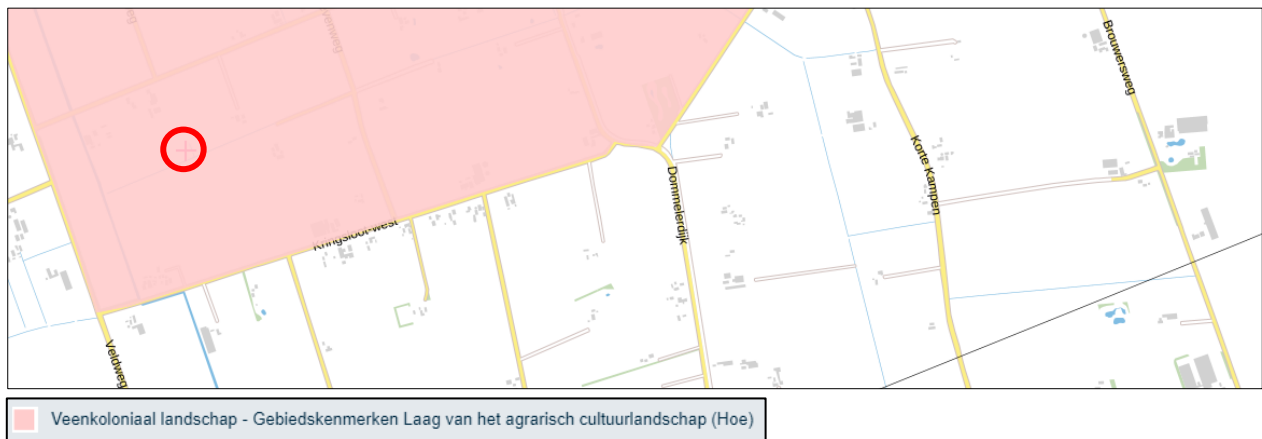 Brouwersweg
Korte Kampen
Dommelerdijk
Kringsloot-west
Veldweg
Veenkoloniaal landschap - Gebiedskenmerken Laag van het agrarisch cultuurlandschap (Hoe)